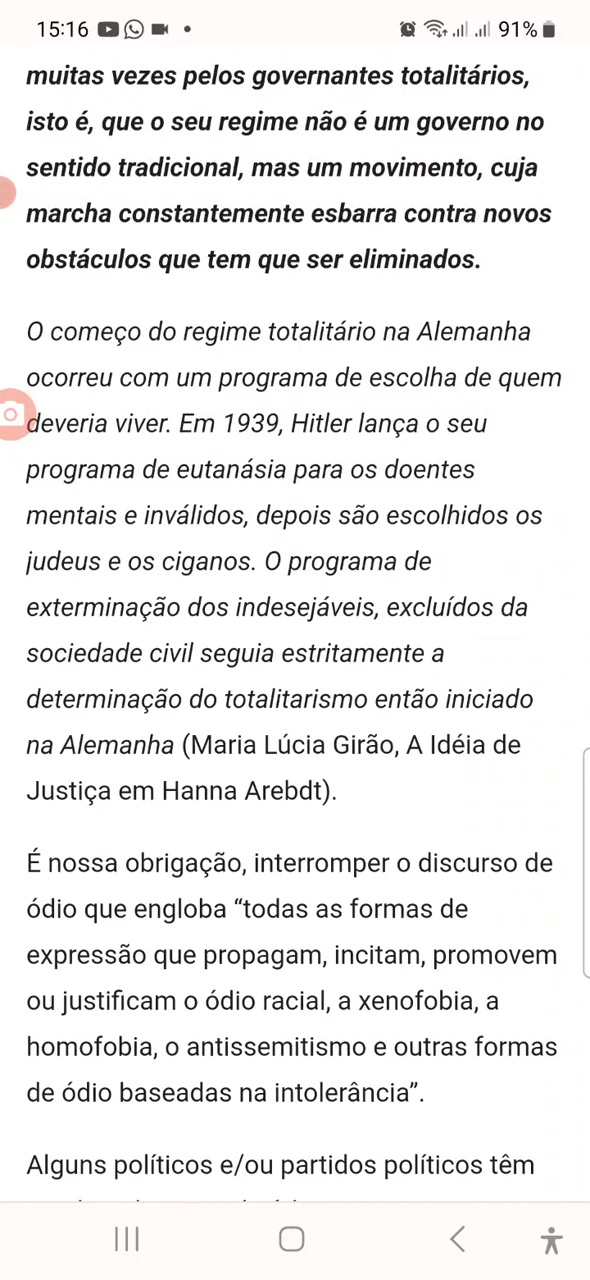 15:16
91%
muitas vezes pelos governantes totalitários,
isto é, que o seu regime não é um governo no
sentido tradicional, mas um movimento, cuja
marcha constantemente esbarra contra novos
obstáculos que tem que ser eliminados.
O começo do regime totalitário na Alemanha
ocorreu com um programa de escolha de quem
deveria viver. Em 1939, Hitler lança o seu
programa de eutanásia para os doentes
mentais e inválidos, depois são escolhidos os
judeus e os ciganos. O programa de
exterminação dos indesejáveis, excluídos da
sociedade civil seguia estritamente a
determinação do totalitarismo então iniciado
na Alemanha (Maria Lúcia Girão, A Idéia de
Justiça em Hanna Arebdt).
É nossa obrigação, interromper o discurso de
ódio que engloba “todas as formas de
expressão que propagam, incitam, promovem
ou justificam o ódio racial, a xenofobia, a
homofobia, o antissemitismo e outras formas
de ódio baseadas na intolerância”.
Alguns políticos e/ou partidos políticos têm